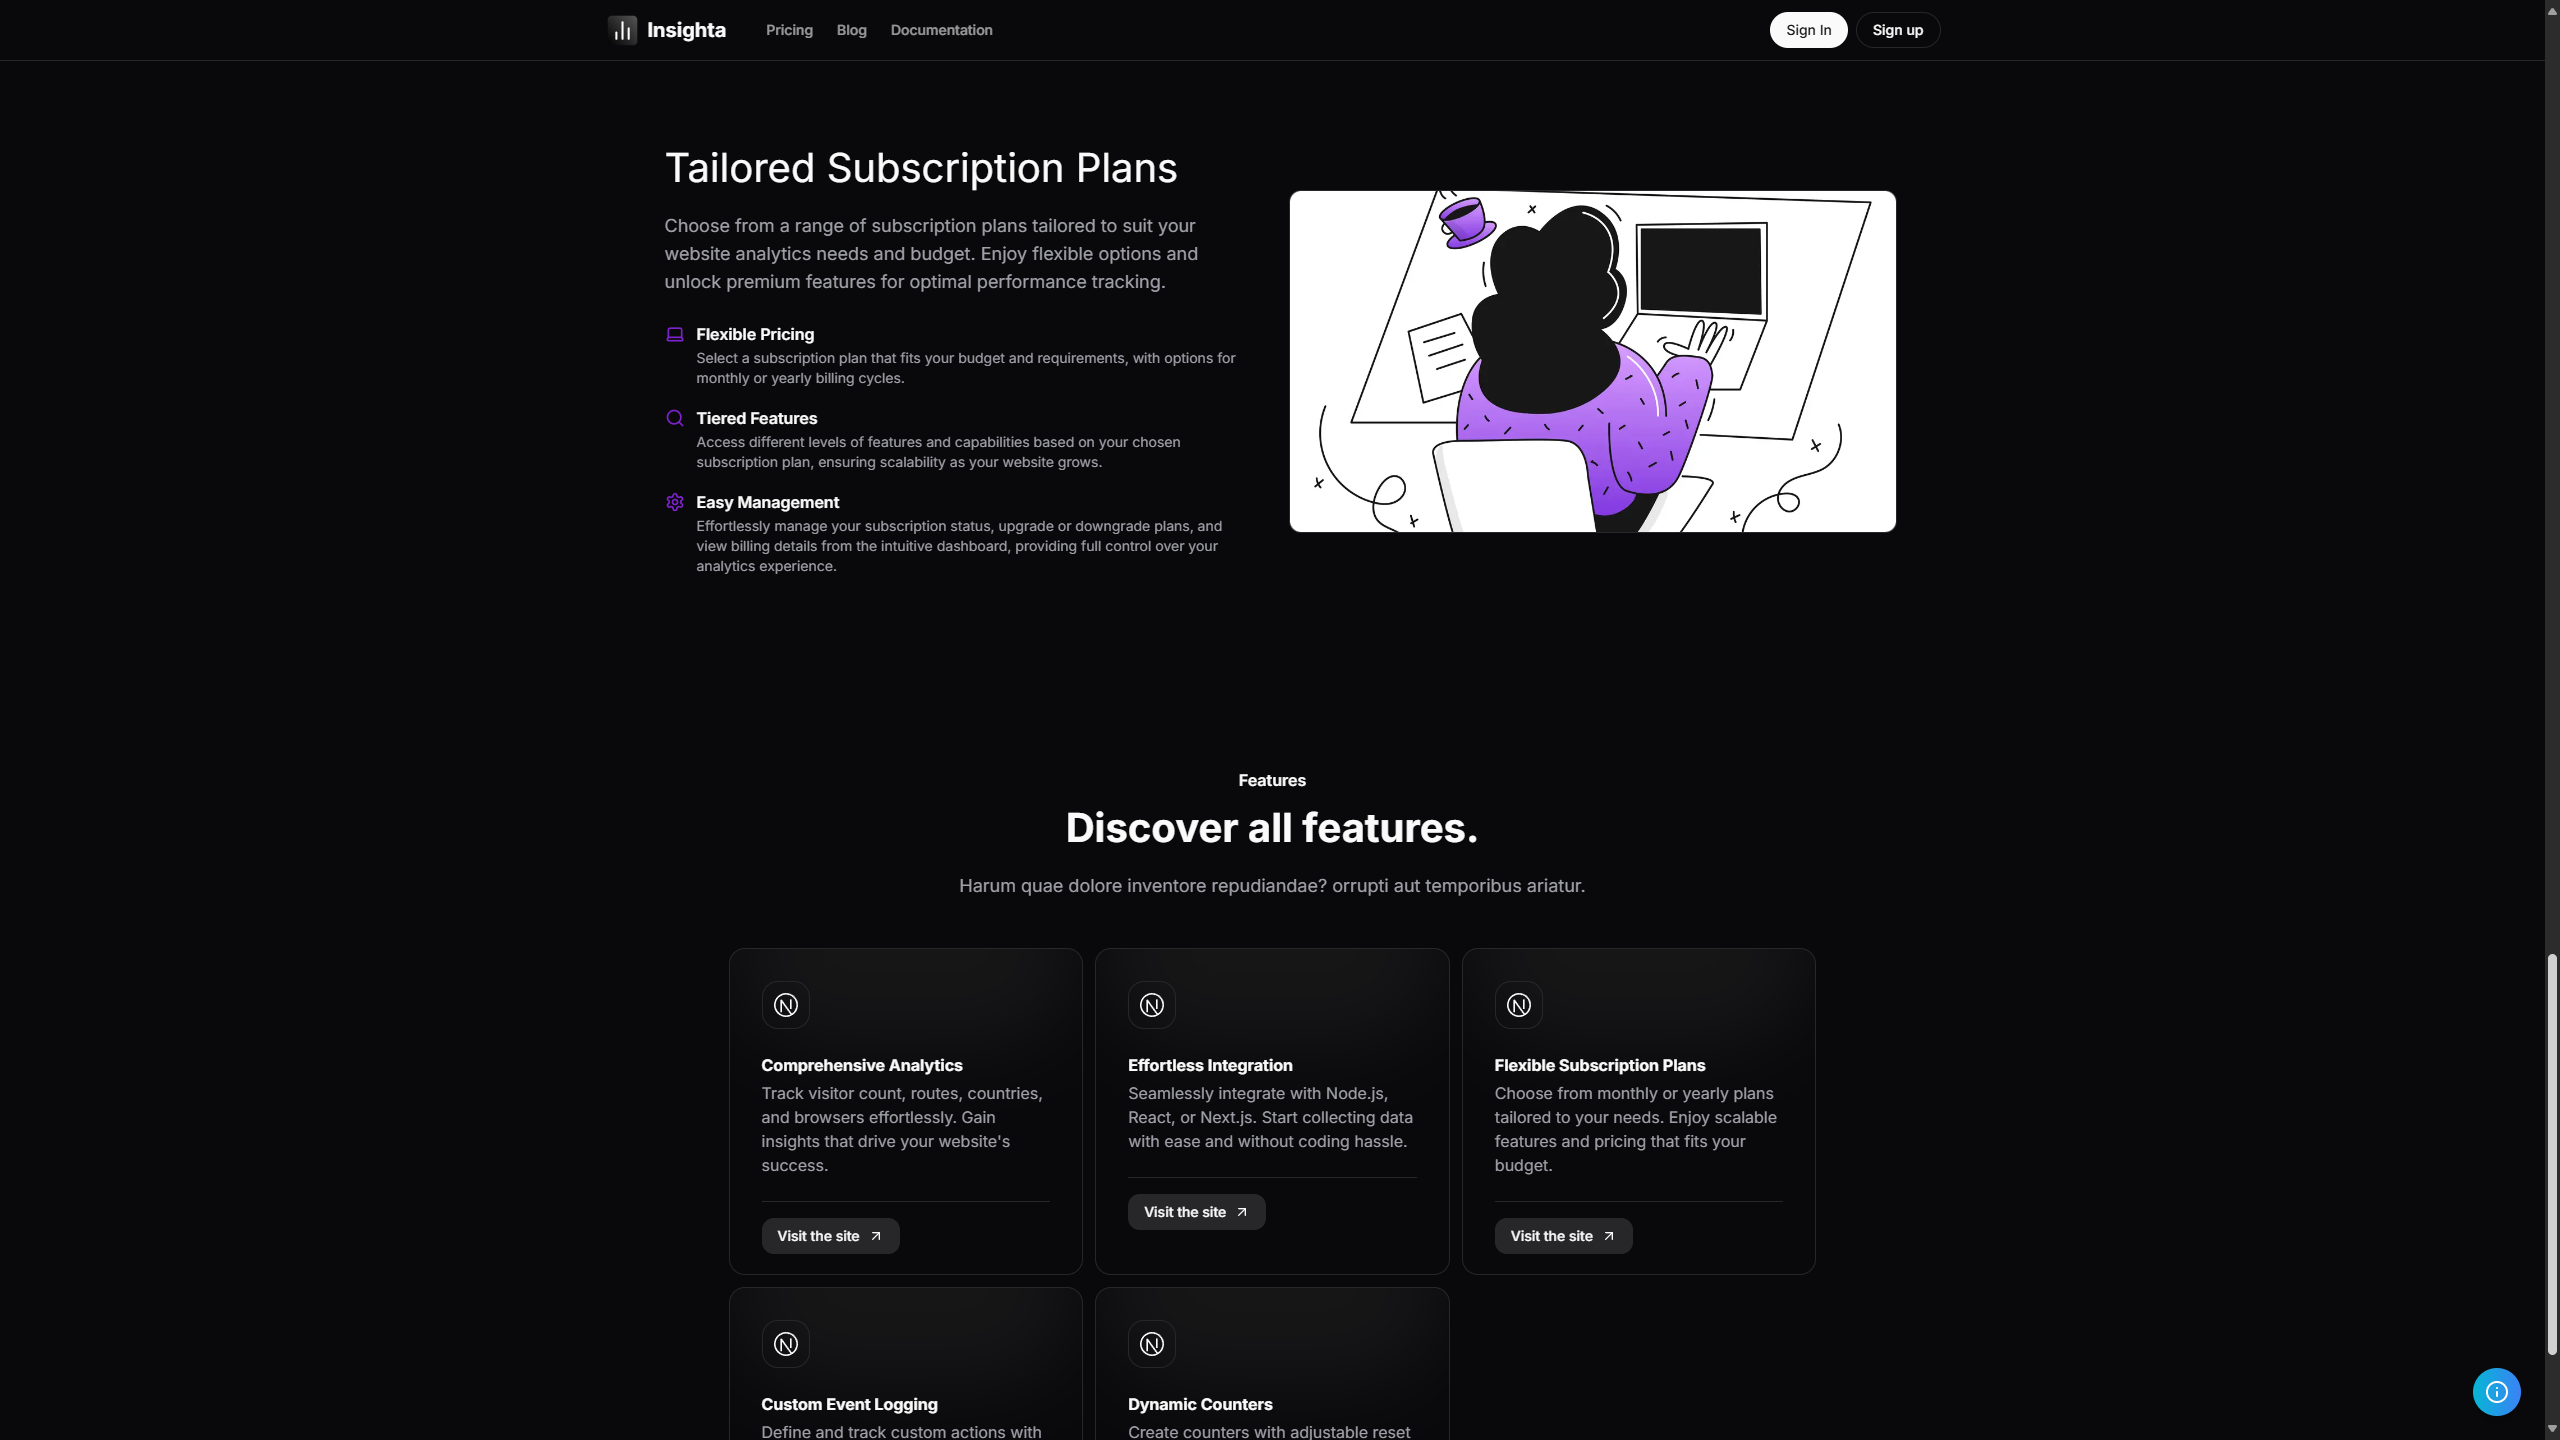 Insighta
Pricing
Blog
Documentation
Sign In
Sign up
Tailored Subscription Plans
Choose from a range of subscription plans tailored to suit your
website analytics needs and budget. Enjoy flexible options and
unlock premium features for optimal performance tracking.
Flexible Pricing
Select a subscription plan that fits your budget and requirements, with options for
monthly or yearly billing cycles.
Tiered Features
Access different levels of features and capabilities based on your chosen
subscription plan, ensuring scalability as your website grows.
Easy Management
Effortlessly manage your subscription status, upgrade or downgrade plans, and
view billing details from the intuitive dashboard, providing full control over your
analytics experience.
Features
Discover all features.
Harum quae dolore inventore repudiandae? orrupti aut temporibus ariatur.
Comprehensive Analytics
Track visitor count, routes, countries,
and browsers effortlessly. Gain
insights that drive your website's
success.
Visit the site
Effortless Integration
Seamlessly integrate with Node.js,
React, or Next.js. Start collecting data
with ease and without coding hassle.
Visit the site
Flexible Subscription Plans
Choose from monthly or yearly plans
tailored to your needs. Enjoy scalable
features and pricing that fits your
budget.
Visit the site
Custom Event Logging
Define and track custom actions with
Dynamic Counters
Create counters with adjustable reset